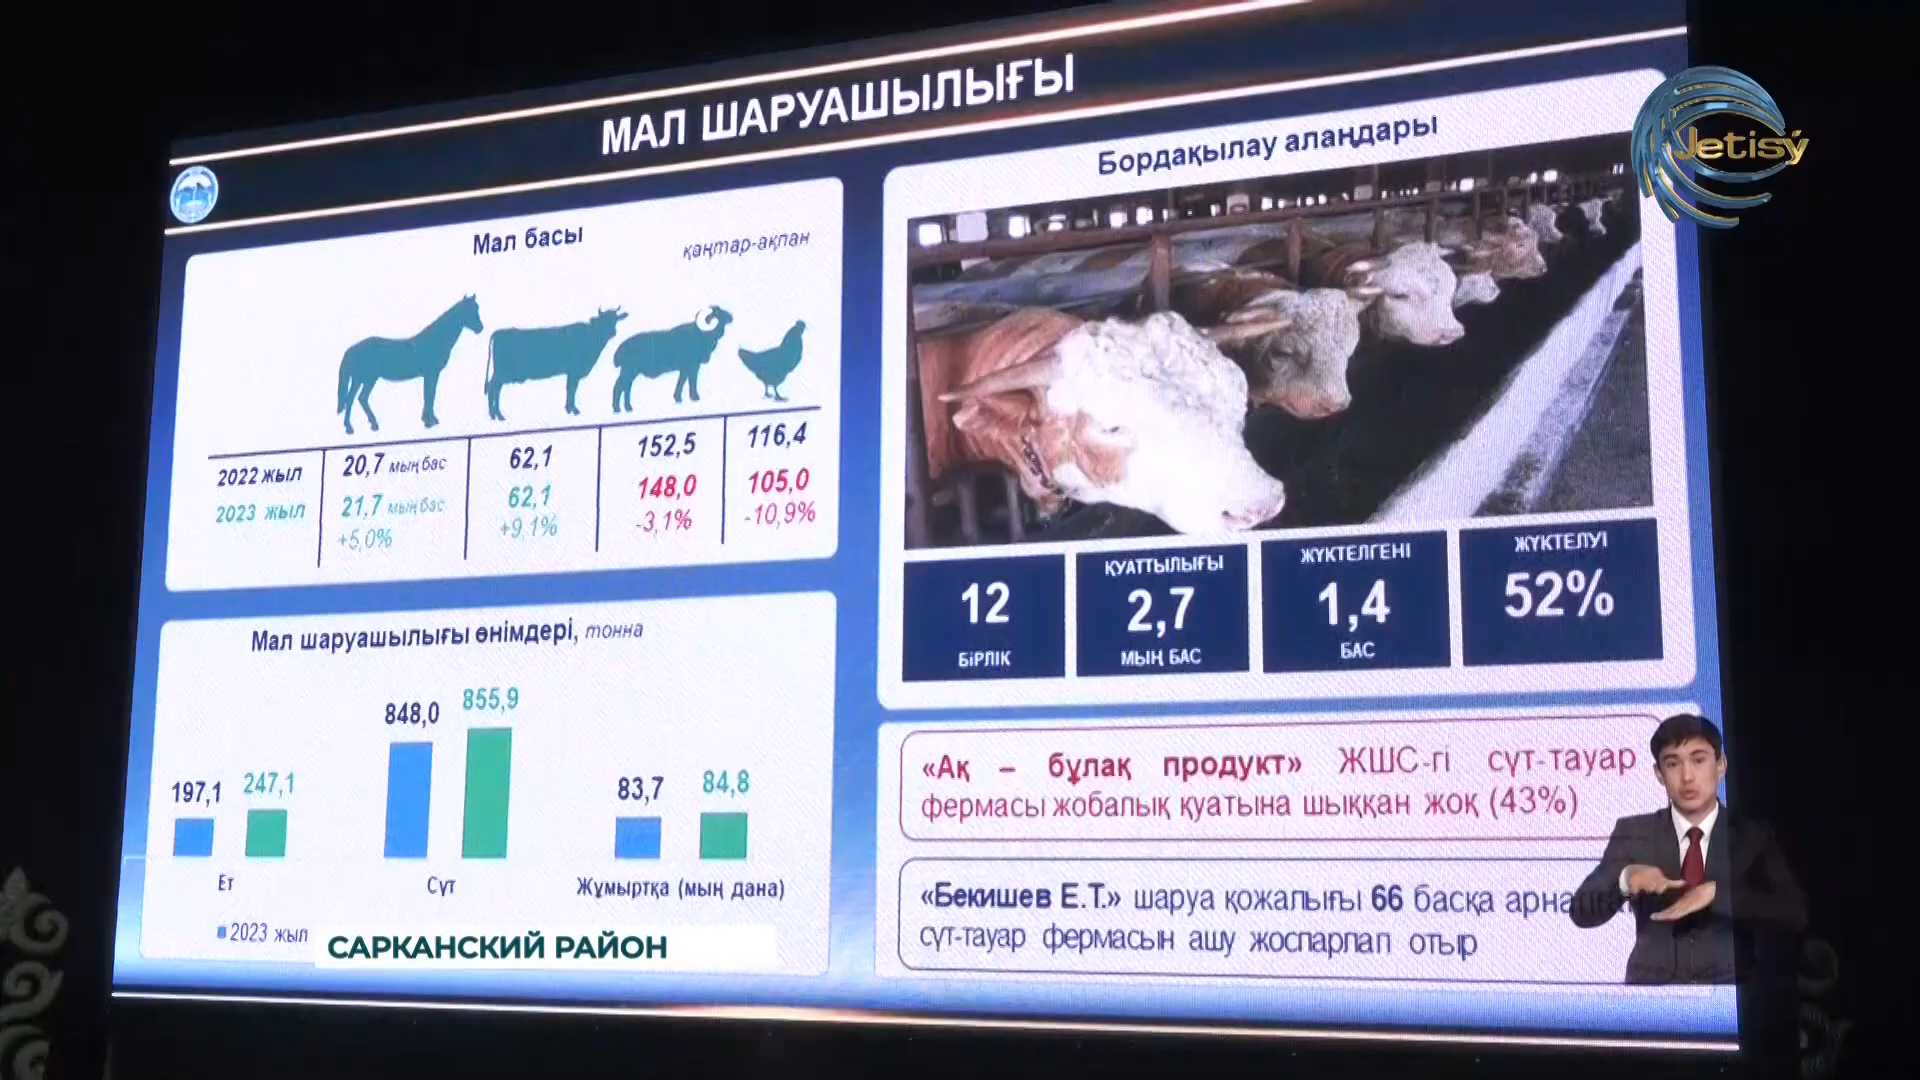 МАЛ ШАРУАШЫЛЫҒЫ
Jetisý
Мал басы
қаңтар-ақпан
2022 жыл 20,7 мың бас 62,1 152,5 116,4
2023 жыл 21,7 мың бас 62,1 148,0 105,0
+5,0% +9,1% -3,1% -10,9%
Мал шаруашылығы өнімдері, тонна
197,1 247,1 848,0 855,9 83,7 84,8
Ет Сүт Жұмыртқа (мың дана)
2023 жыл
САРКАНСКИЙ РАЙОН
Бордақылау алаңдары
12
БІРЛІК
ҚУАТТЫЛЫҒЫ
2,7
МЫҢ БАС
ЖҮКТЕЛГЕНІ
1,4
БАС
ЖҮКТЕЛУІ
52%
«Ақ – бұлақ продукт» ЖШС-гі сүт-тауар
фермасы жобалық қуатына шыққан жоқ (43%)
«Бекишев Е.Т.» шаруа қожалығы 66 басқа
сүт-тауар фермасын ашу жоспарлап отыр